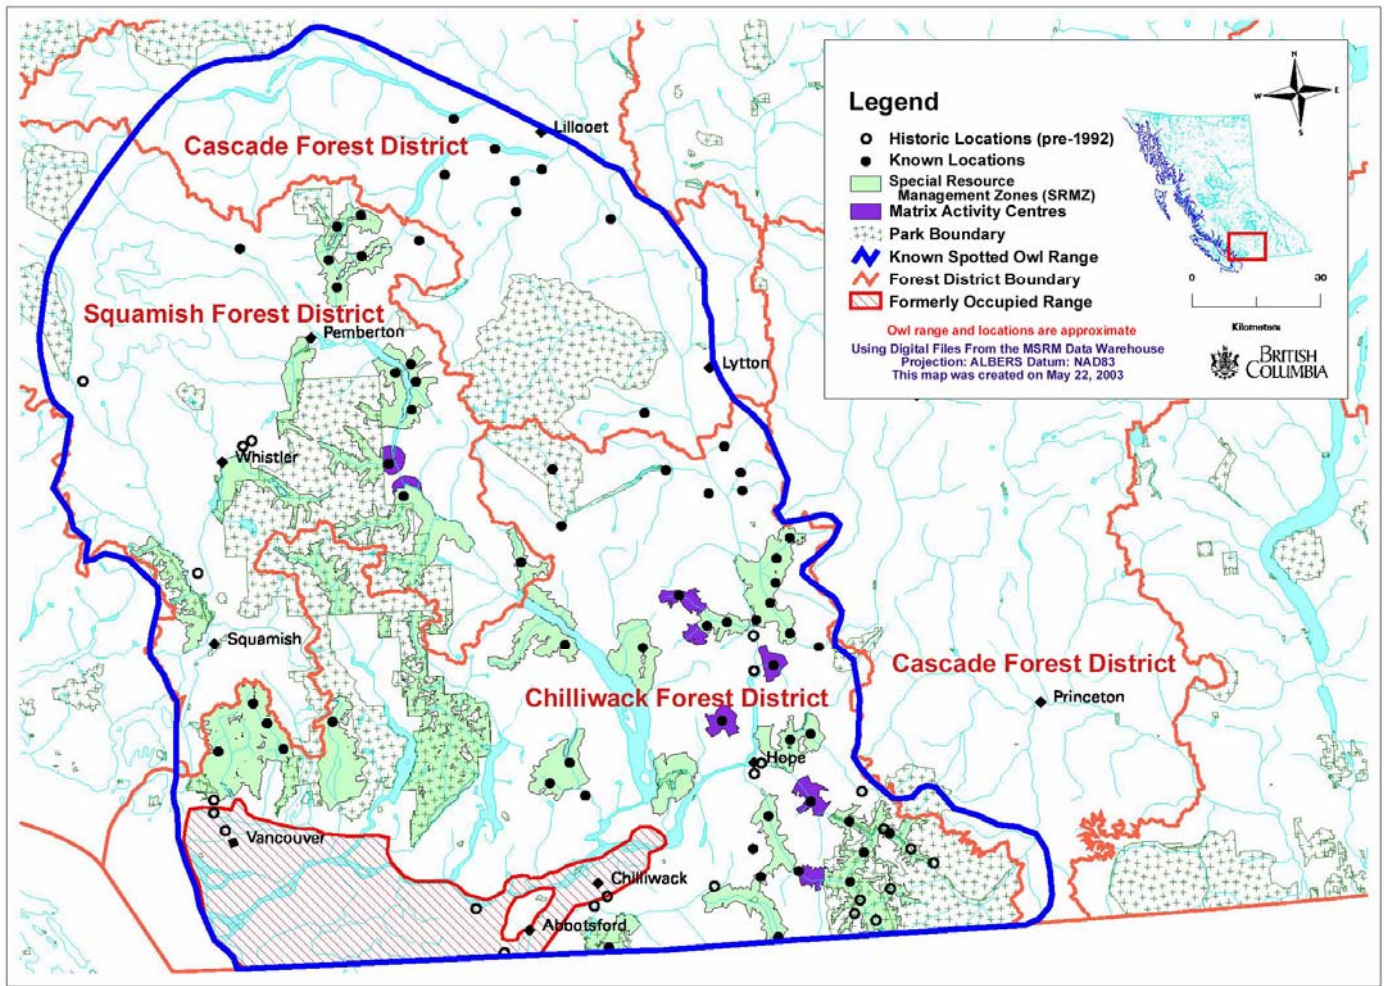 Legend
N
W E
S
Historic Locations (pre-1992)
Known Locations
Special Resource
Management Zones (SRMZ)
Matrix Activity Centres
Park Boundary
Known Spotted Owl Range
Forest District Boundary
Formerly Occupied Range
0 30
Kilometers
Owl range and locations are approximate
Using Digital Files From the MSRM Data Warehouse
Projection: ALBERS Datum: NAD83
This map was created on May 22, 2003
BRITISH
COLUMBIA
Cascade Forest District
Lillooet
Squamish Forest District
Pemberton
Lytton
Whistler
Squamish
Cascade Forest District
Chilliwack Forest District
Princeton
Hope
Vancouver
Chilliwack
Abbotsford